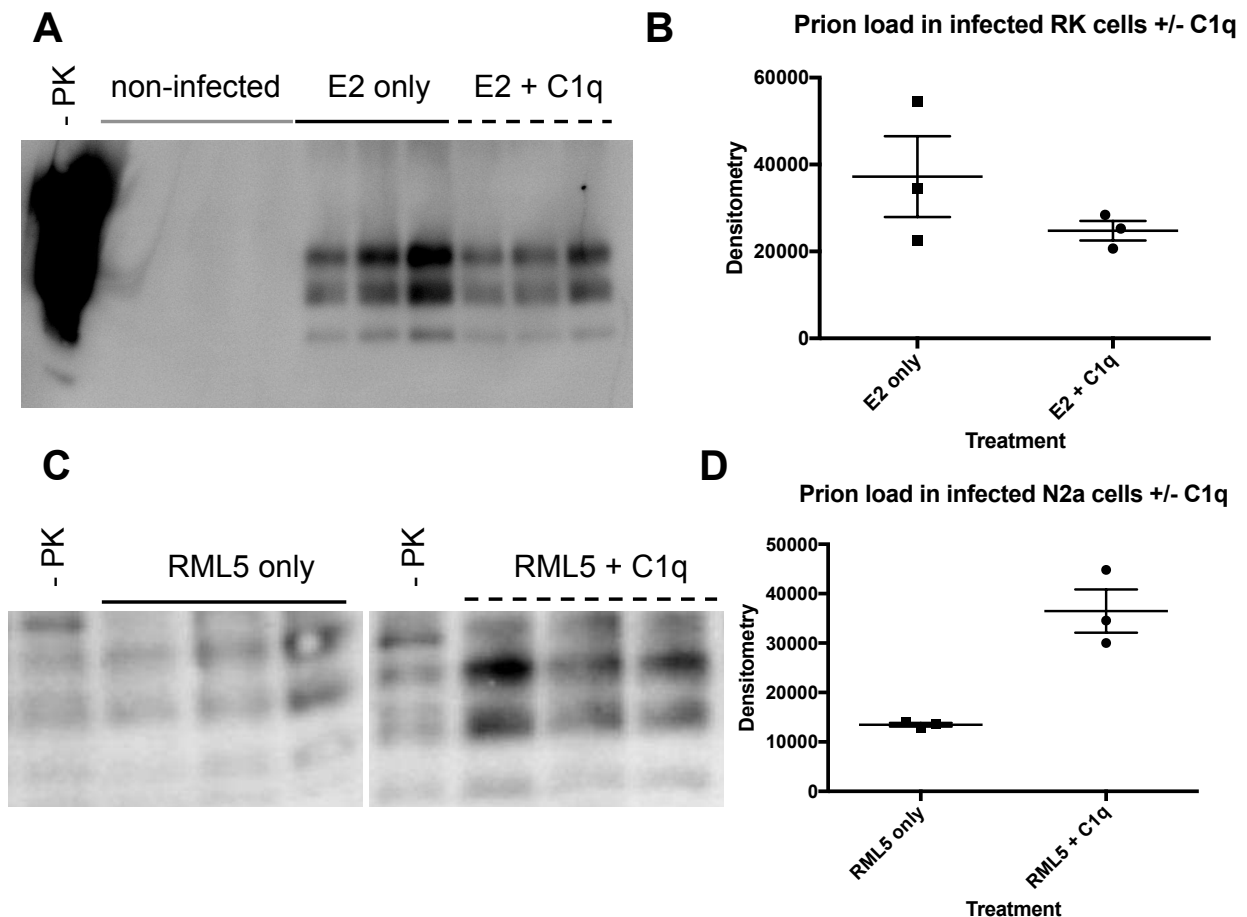 A
- PK
non-infected
E2 only
E2 + C1q
B
Prion load in infected RK cells +/- C1q
60000
40000
20000
0
Densitometry
E2 only
E2 + C1q
Treatment
C
- PK
RML5 only
- PK
RML5 + C1q
D
Prion load in infected N2a cells +/- C1q
50000
40000
30000
20000
10000
0
Densitometry
RML5 only
RML5 + C1q
Treatment